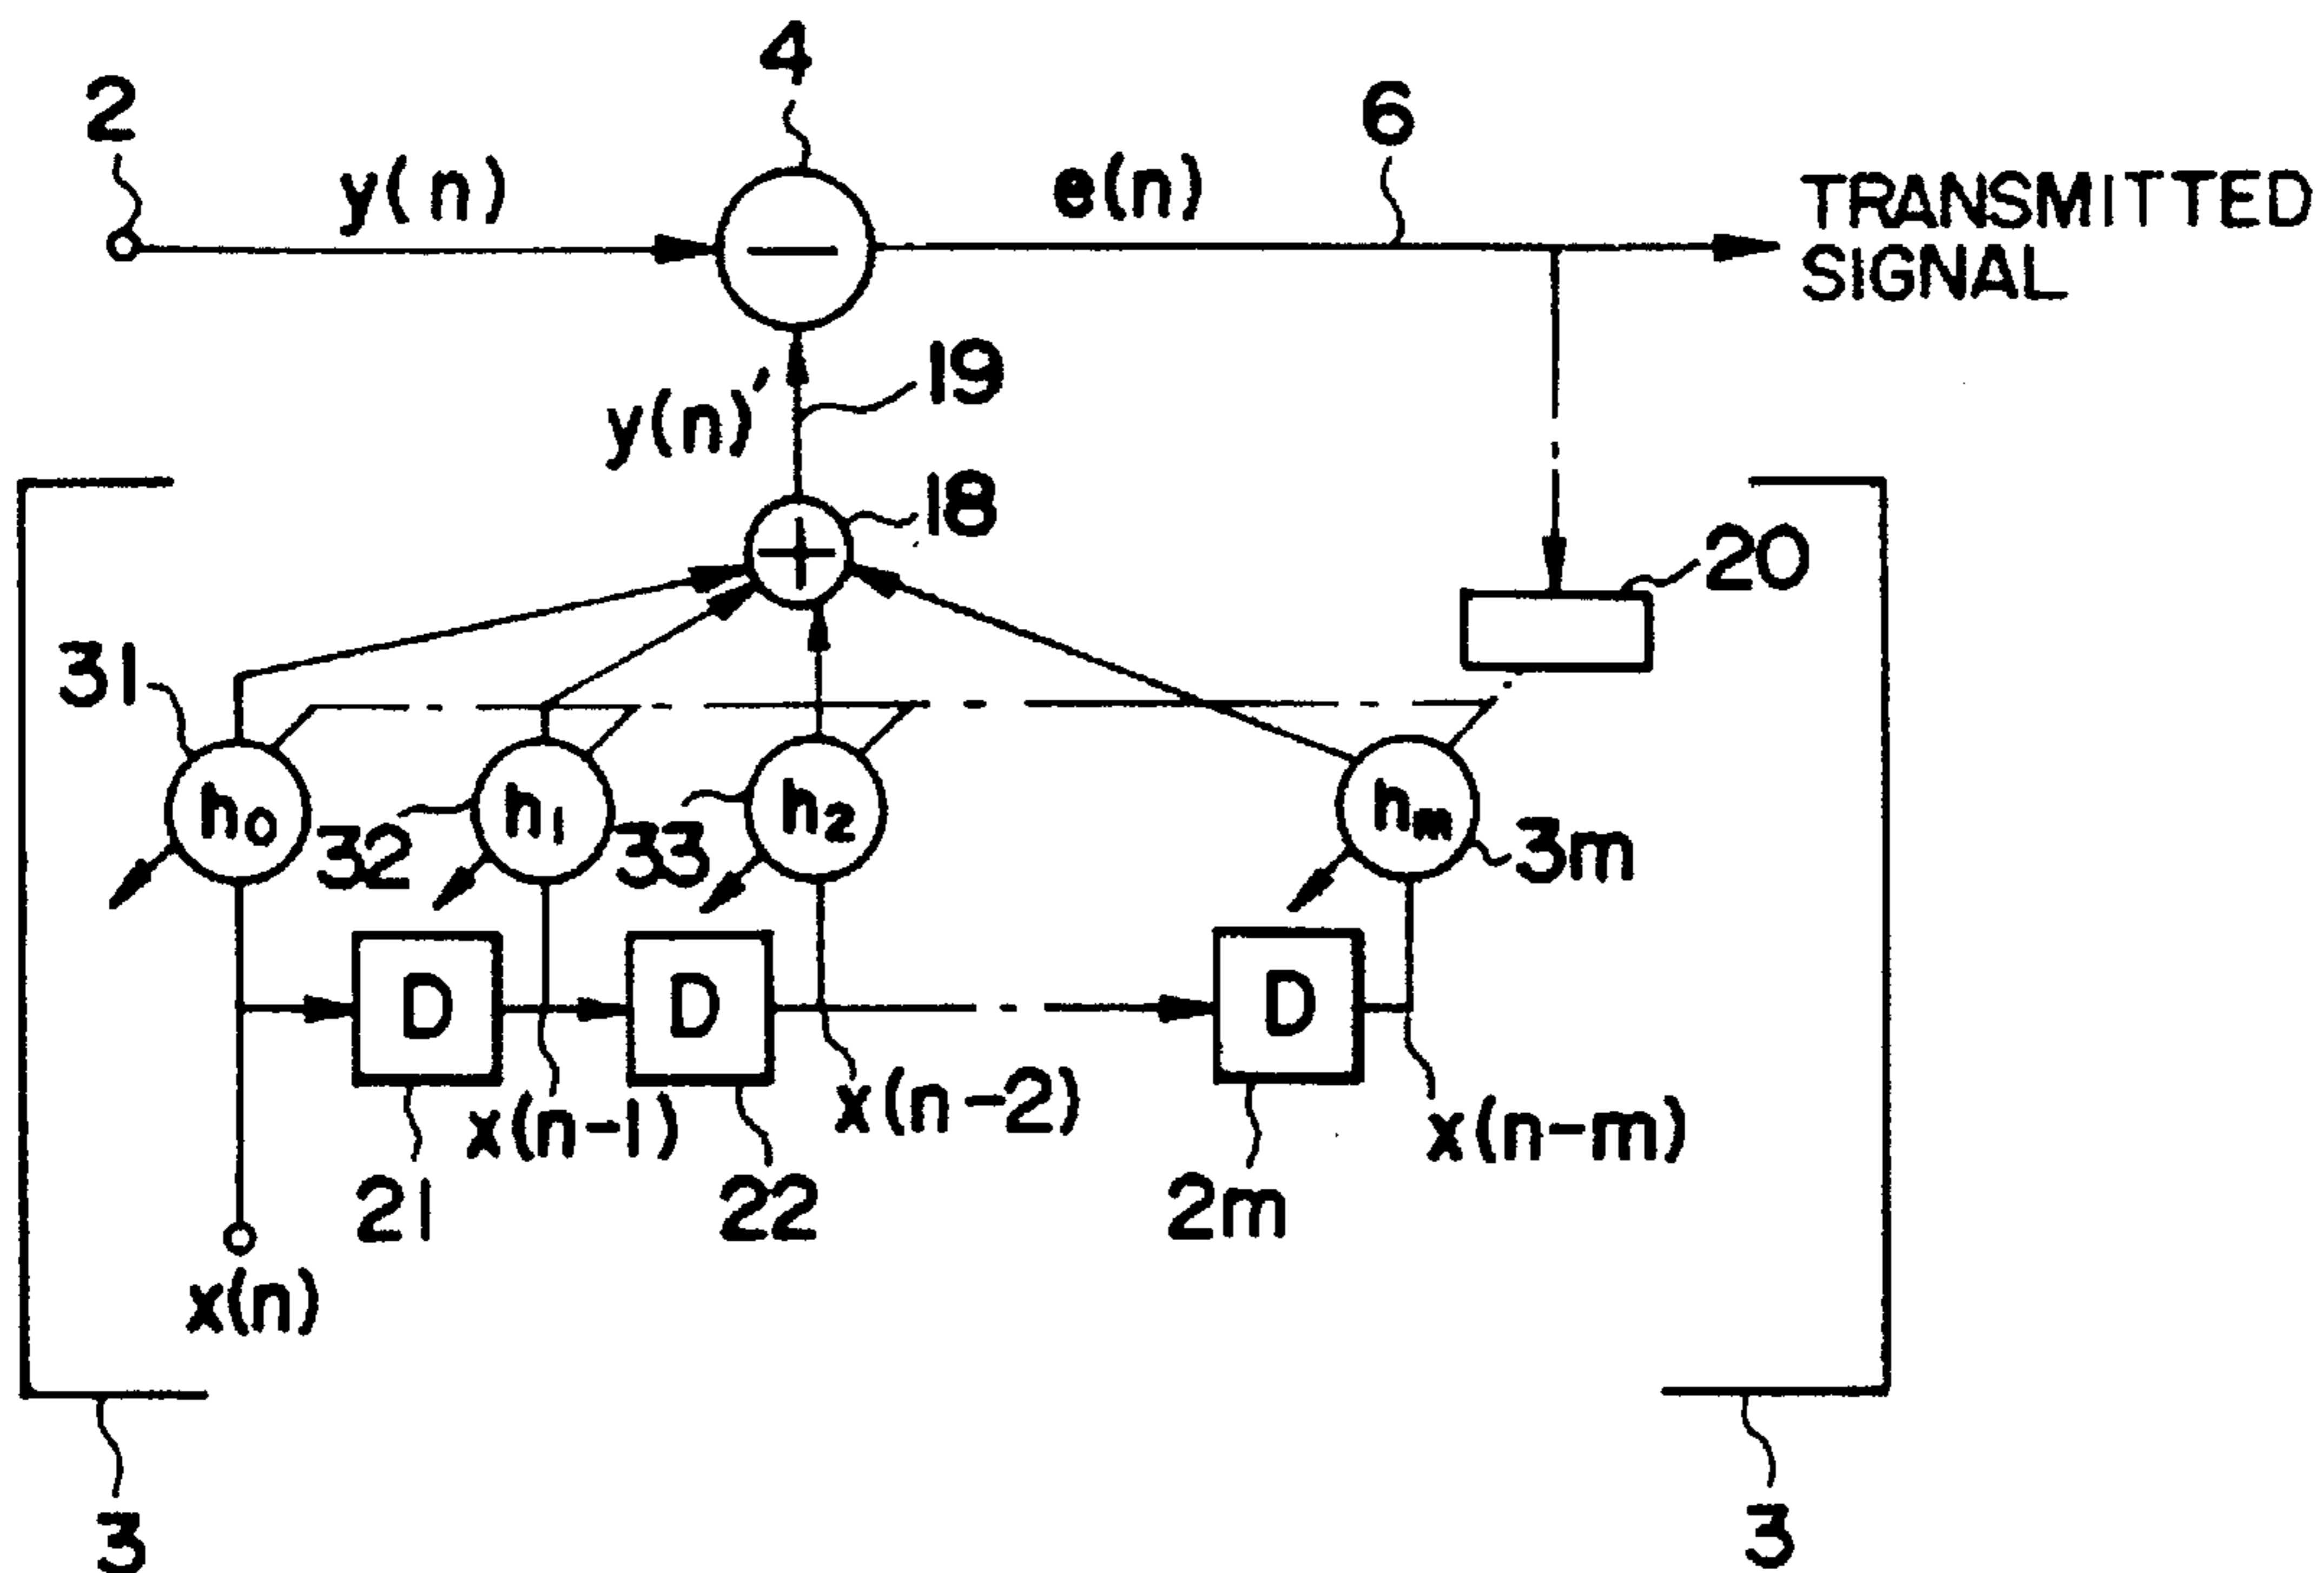 4
2
6
y(n)
e(n)
TRANSMITTED
SIGNAL
19
y(n)'
18
20
31
h0
h1
h2
hm
32
33
3m
D
D
D
x(n-1)
x(n-2)
x(n-m)
21
22
2m
x(n)
3
3